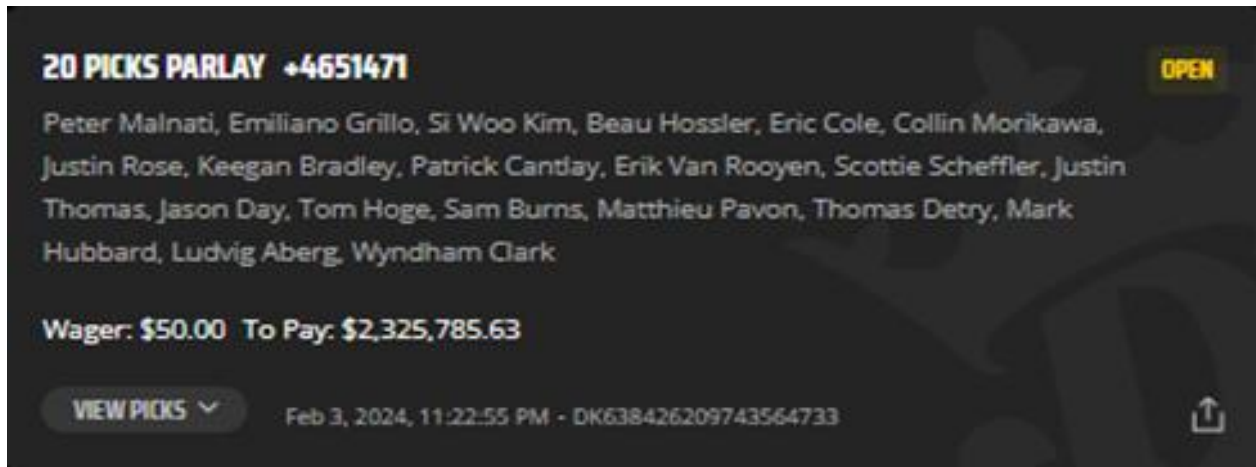 20 PICKS PARLAY +4651471
OPEN
Peter Malnati, Emiliano Grillo, Si Woo Kim, Beau Hossler, Eric Cole, Collin Morikawa,
Justin Rose, Keegan Bradley, Patrick Cantlay, Erik Van Rooyen, Scottie Scheffler, Justin
Thomas, Jason Day, Tom Hoge, Sam Burns, Matthieu Pavon, Thomas Detry, Mark
Hubbard, Ludvig Aberg, Wyndham Clark
Wager: $50.00 To Pay: $2,325,785.63
VIEW PICKS
Feb 3, 2024, 11:22:55 PM - DK638426209743564733